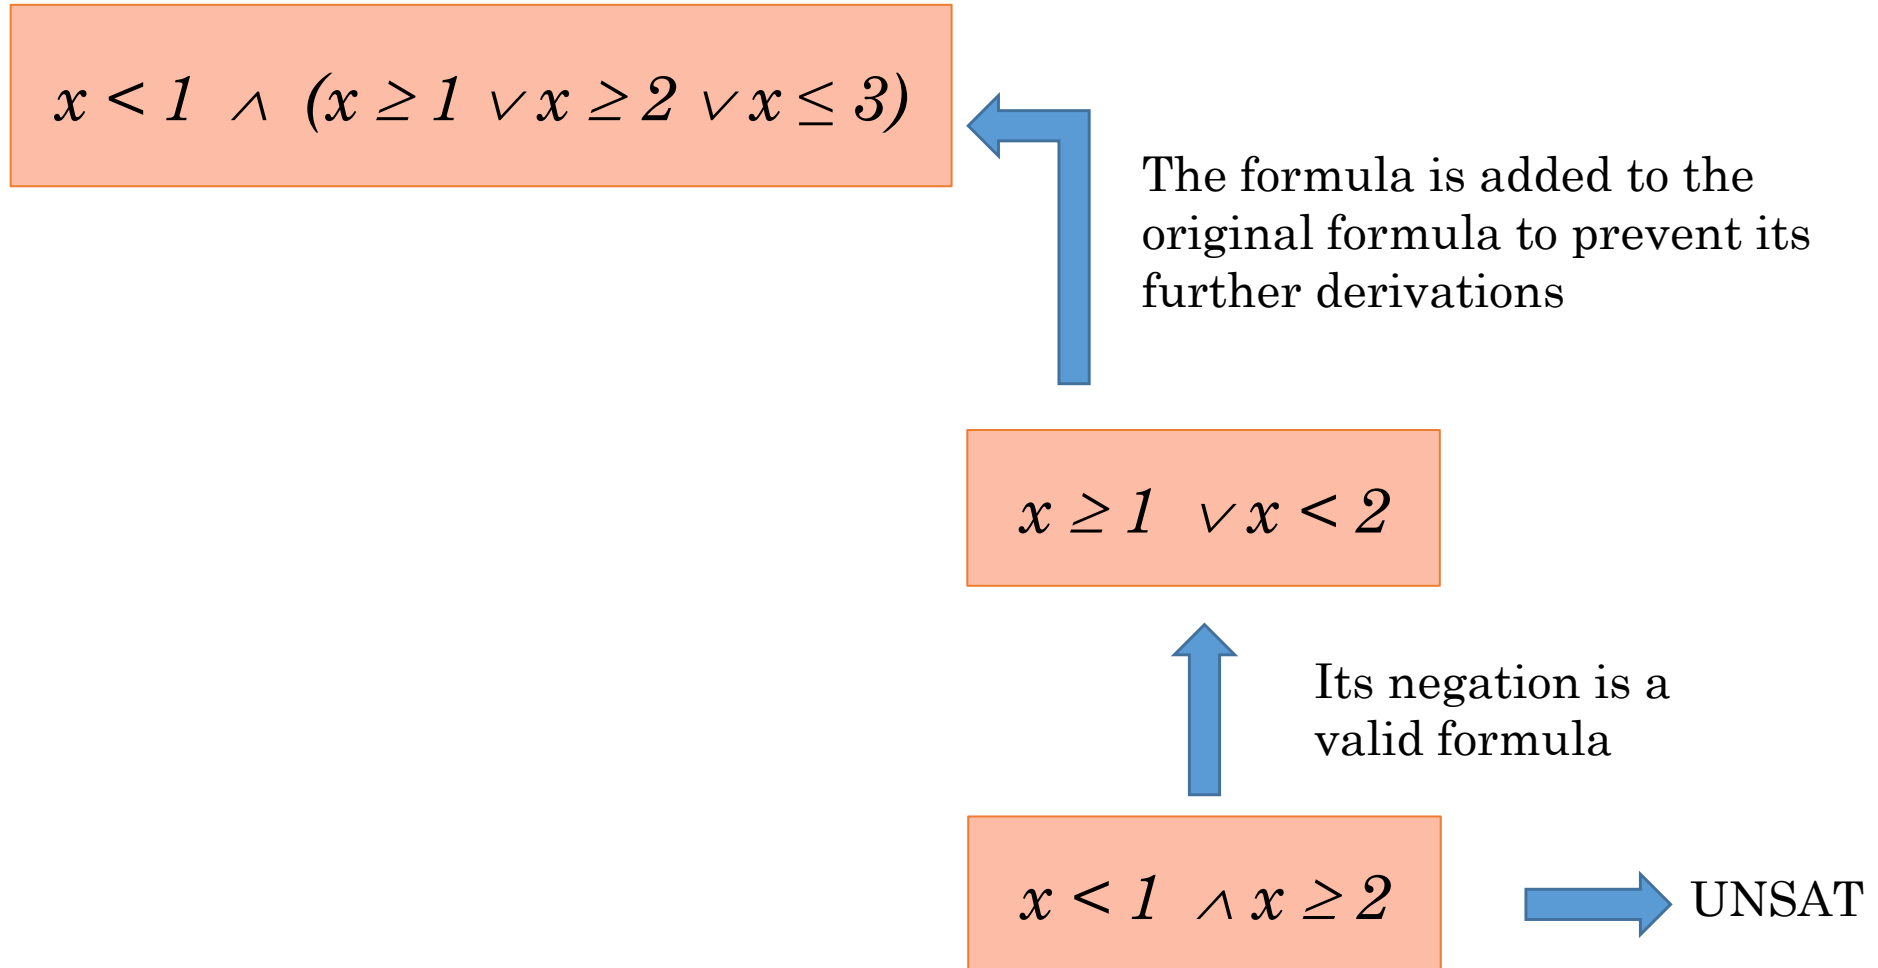 x < 1 ∧ (x ≥ 1 ∨ x ≥ 2 ∨ x ≤ 3)
The formula is added to the
original formula to prevent its
further derivations
x ≥ 1 ∨ x < 2
Its negation is a
valid formula
x < 1 ∧ x ≥ 2
UNSAT